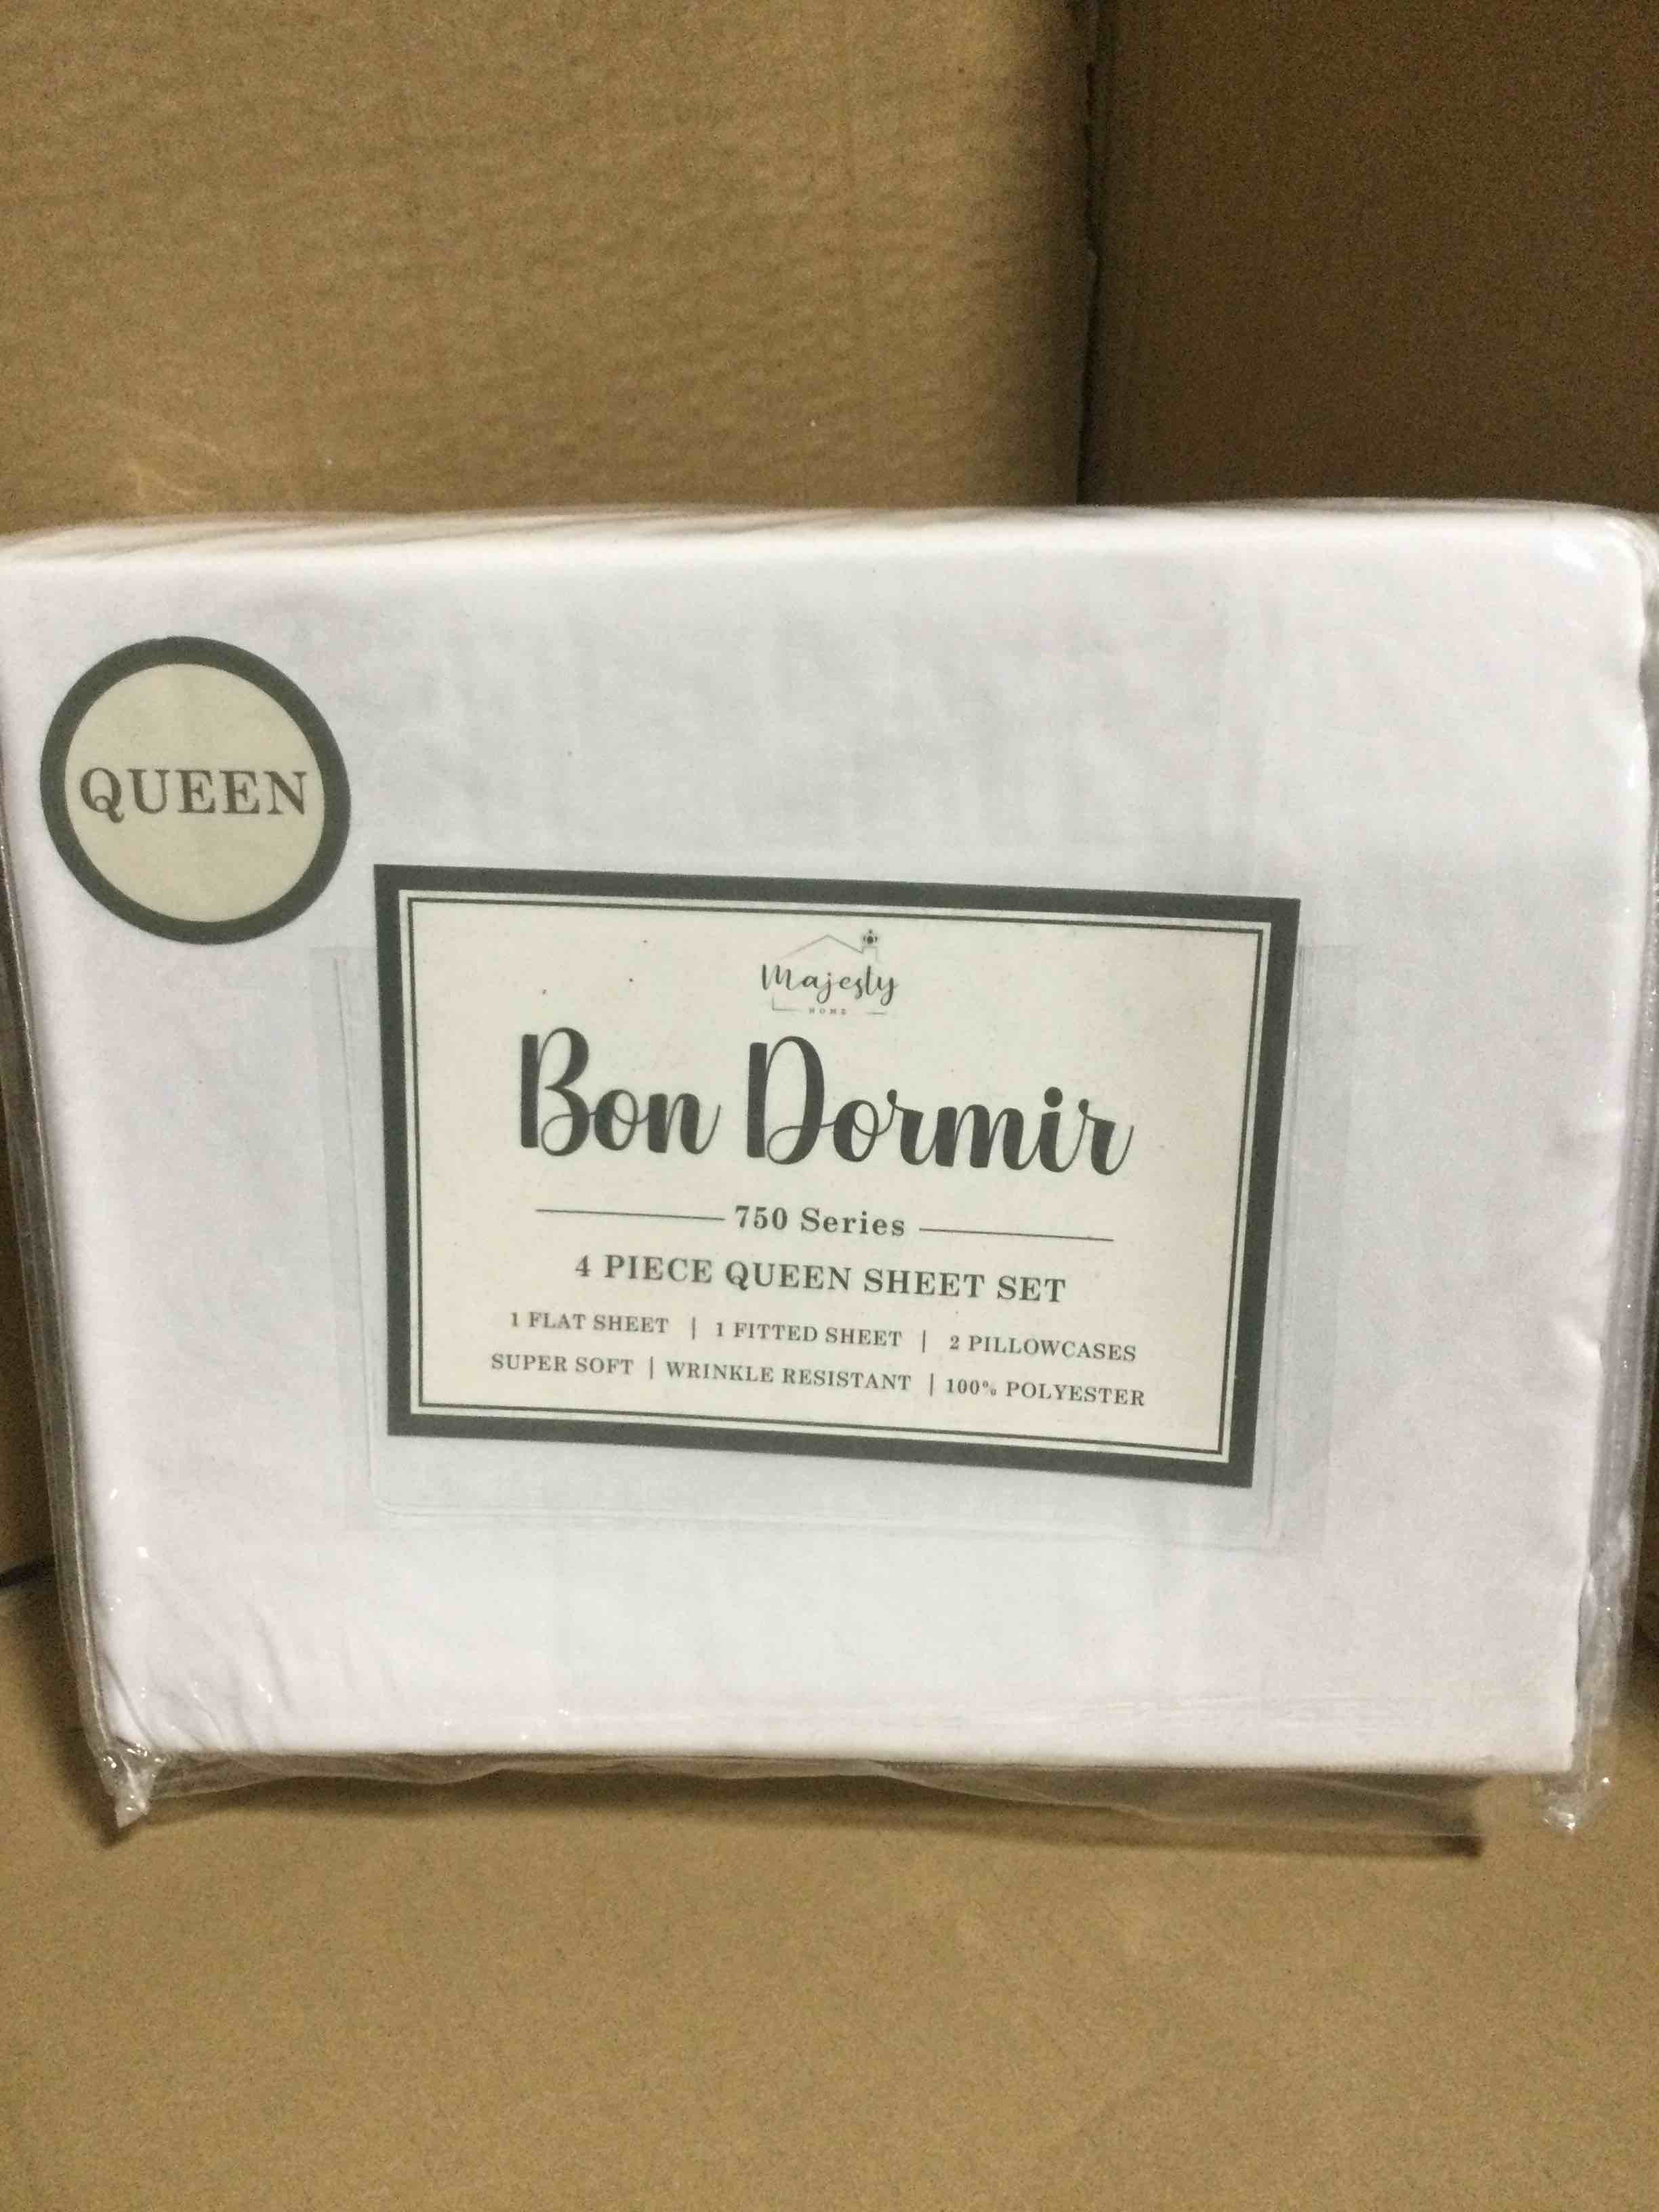 QUEEN
Majesty
HOME
Bon Dormir
750 Series
4 PIECE QUEEN SHEET SET
1 FLAT SHEET | 1 FITTED SHEET | 2 PILLOWCASES
SUPER SOFT | WRINKLE RESISTANT | 100% POLYESTER